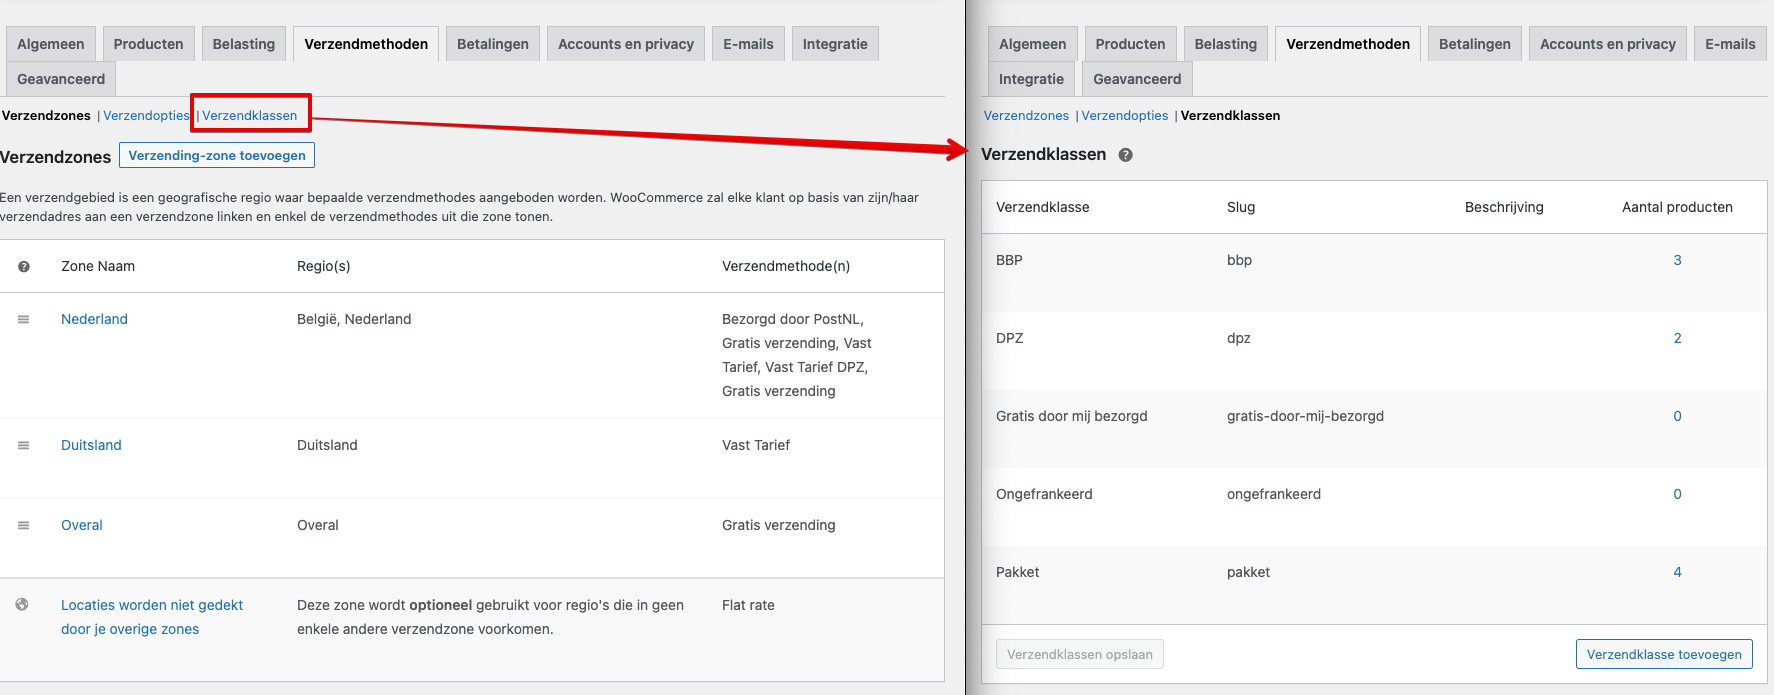 Algemeen Producten Belasting Verzendmethoden Betalingen Accounts en privacy E-mails Integratie
Geavanceerd
Verzendzones | Verzendopties | Verzendklassen
Verzendzones Verzending-zone toevoegen
Een verzendgebied is een geografische regio waar bepaalde verzendmethodes aangeboden worden. WooCommerce zal elke klant op basis van zijn/haar
verzendadres aan een verzendzone linken en enkel de verzendmethodes uit die zone tonen.
? Zone Naam Regio(s) Verzendmethode(n)
Nederland België, Nederland Bezorgd door PostNL,
Gratis verzending, Vast
Tarief, Vast Tarief DPZ,
Gratis verzending
Duitsland Duitsland Vast Tarief
Overal Overal Gratis verzending
Locaties worden niet gedekt Deze zone wordt optioneel gebruikt voor regio's die in geen Flat rate
door je overige zones enkele andere verzendzone voorkomen.
Algemeen Producten Belasting Verzendmethoden Betalingen Accounts en privacy E-mails
Integratie Geavanceerd
Verzendzones | Verzendopties | Verzendklassen
Verzendklassen ?
Verzendklasse Slug Beschrijving Aantal producten
BBP bbp 3
DPZ dpz 2
Gratis door mij bezorgd gratis-door-mij-bezorgd 0
Ongefrankeerd ongefrankeerd 0
Pakket pakket 4
Verzendklassen opslaan Verzendklasse toevoegen